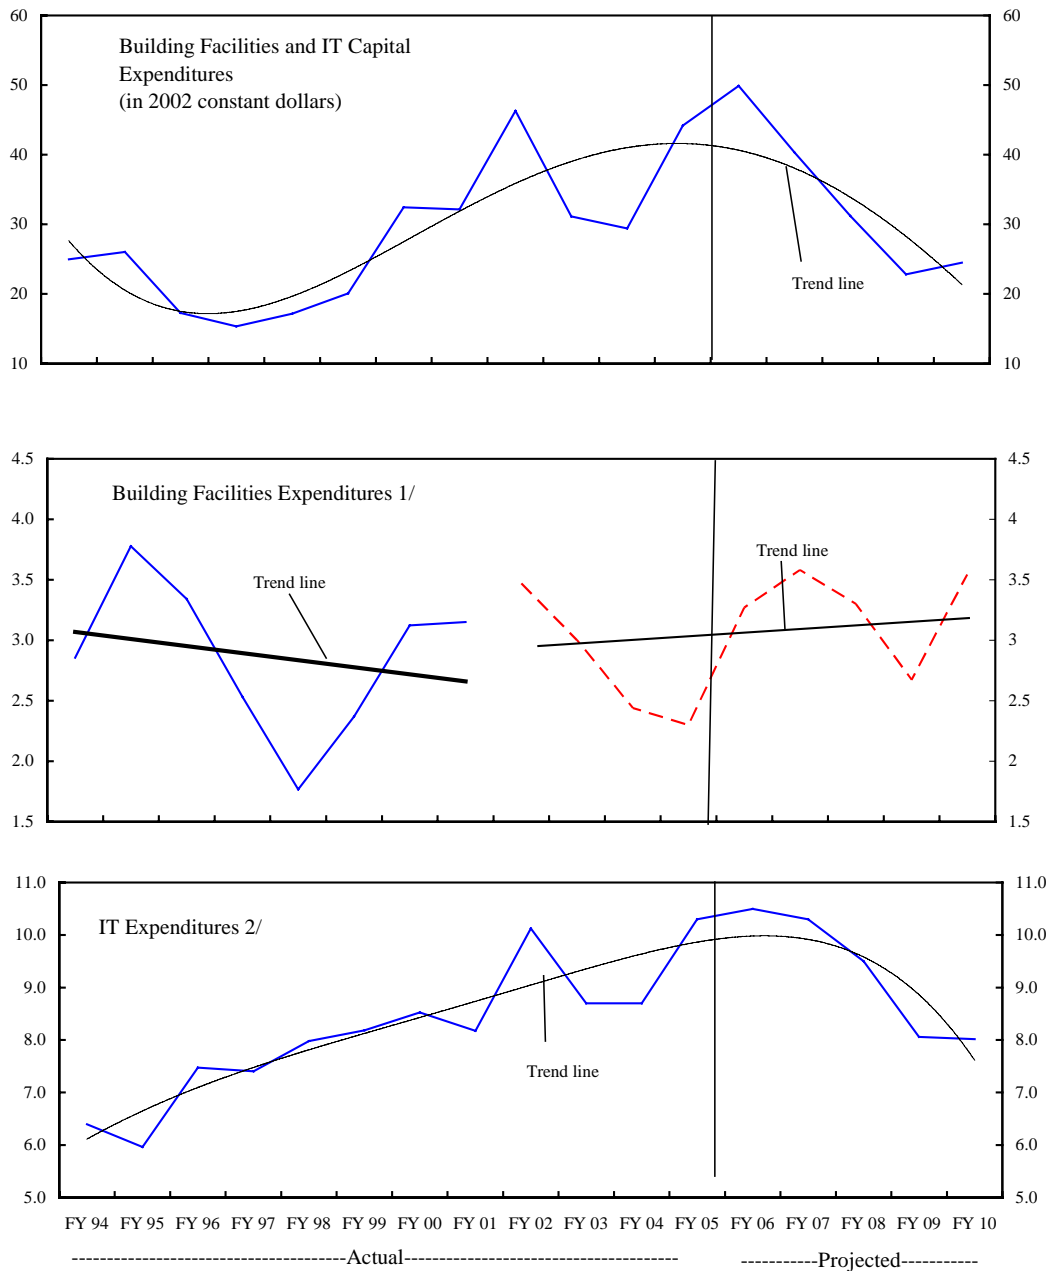 60 60
Building Facilities and IT Capital
Expenditures
(in 2002 constant dollars)
50 50
40 40
30 30
Trend line
20 20
10 10
4.5 4.5
Building Facilities Expenditures 1/
4.0 4
Trend line
Trend line
3.5 3.5
3.0 3
2.5 2.5
2.0 2
1.5 1.5
11.0 11.0
IT Expenditures 2/
10.0 10.0
9.0 9.0
8.0 8.0
Trend line
7.0 7.0
6.0 6.0
5.0 5.0
FY 94 FY 95 FY 96 FY 97 FY 98 FY 99 FY 00 FY 01 FY 02 FY 03 FY 04 FY 05 FY 06 FY 07 FY 08 FY 09 FY 10
-----------------------------------Actual----------------------------------- -----------Projected-----------